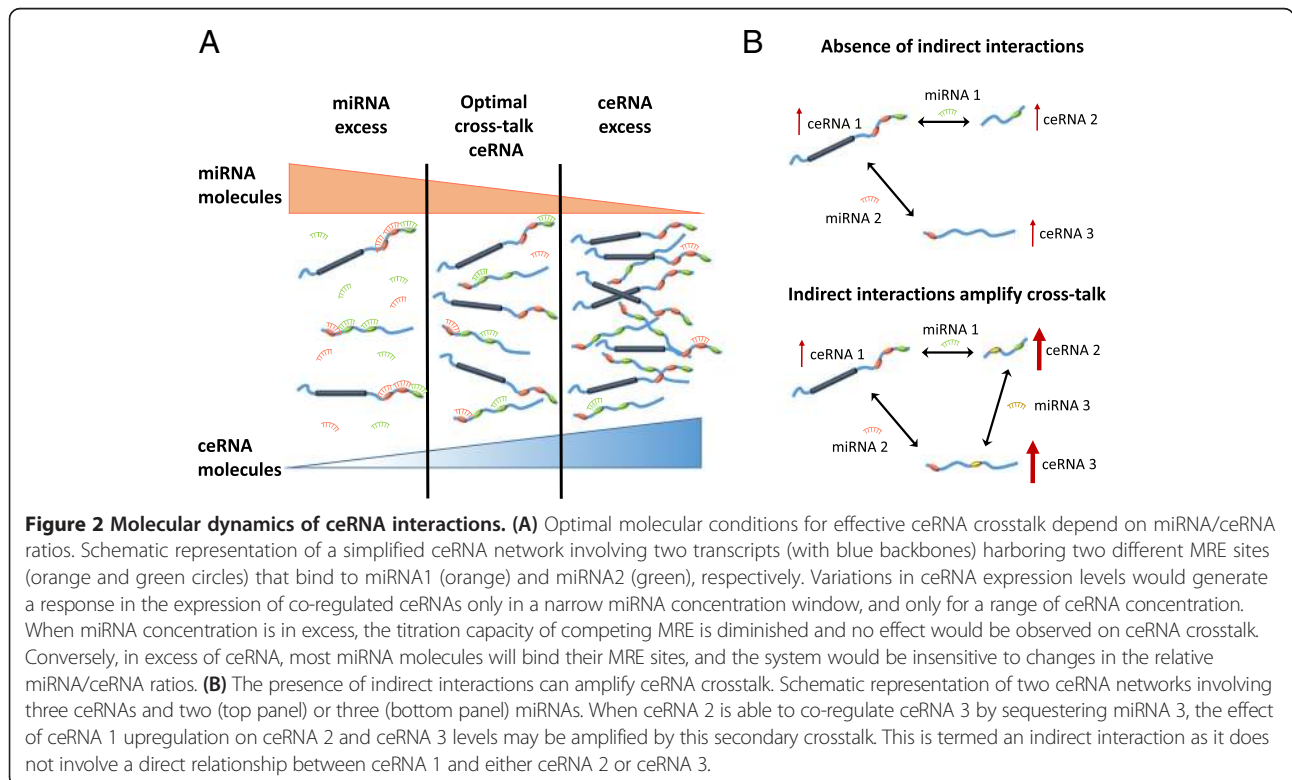 A
miRNA
excess
Optimal
cross-talk
ceRNA
ceRNA
excess
miRNA
molecules
ceRNA
molecules
B
Absence of indirect interactions
miRNA 1
ceRNA 1
ceRNA 2
miRNA 2
ceRNA 3
Indirect interactions amplify cross-talk
miRNA 1
ceRNA 1
ceRNA 2
miRNA 3
miRNA 2
ceRNA 3
Figure 2 Molecular dynamics of ceRNA interactions. (A) Optimal molecular conditions for effective ceRNA crosstalk depend on miRNA/ceRNA
ratios. Schematic representation of a simplified ceRNA network involving two transcripts (with blue backbones) harboring two different MRE sites
(orange and green circles) that bind to miRNA1 (orange) and miRNA2 (green), respectively. Variations in ceRNA expression levels would generate
a response in the expression of co-regulated ceRNAs only in a narrow miRNA concentration window, and only for a range of ceRNA concentration.
When miRNA concentration is in excess, the titration capacity of competing MRE is diminished and no effect would be observed on ceRNA crosstalk.
Conversely, in excess of ceRNA, most miRNA molecules will bind their MRE sites, and the system would be insensitive to changes in the relative
miRNA/ceRNA ratios. (B) The presence of indirect interactions can amplify ceRNA crosstalk. Schematic representation of two ceRNA networks involving
three ceRNAs and two (top panel) or three (bottom panel) miRNAs. When ceRNA 2 is able to co-regulate ceRNA 3 by sequestering miRNA 3, the effect
of ceRNA 1 upregulation on ceRNA 2 and ceRNA 3 levels may be amplified by this secondary crosstalk. This is termed an indirect interaction as it does
not involve a direct relationship between ceRNA 1 and either ceRNA 2 or ceRNA 3.